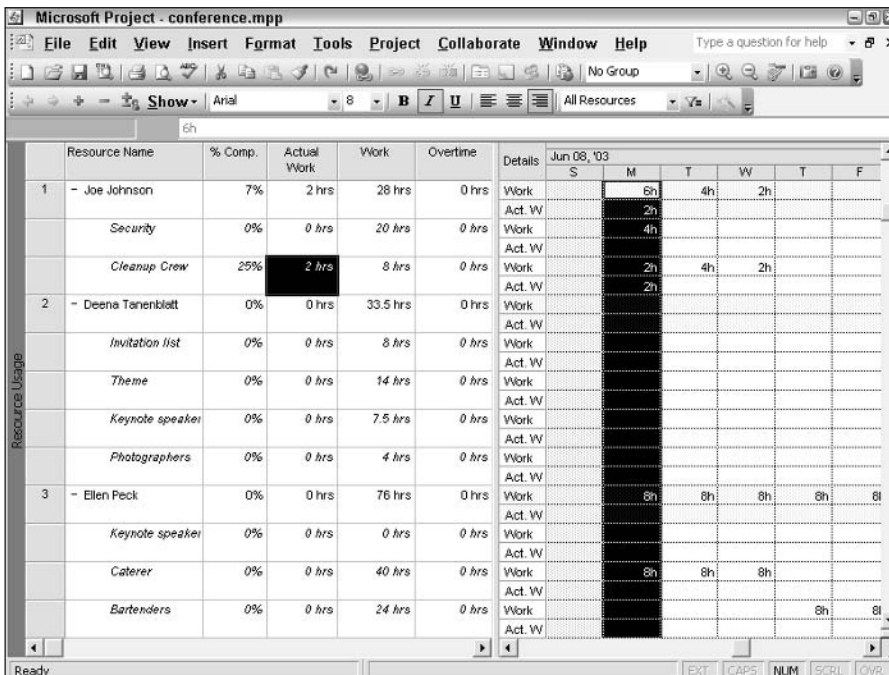 Microsoft Project - conference.mpp
File Edit View Insert Format Tools Project Collaborate Window Help Type a question for help
No Group
Show Arial 8 B I U All Resources
6h
Resource Name % Comp. Actual Work Work Overtime Details Jun 08, '03
S M T W T F
1 - Joe Johnson 7% 2 hrs 28 hrs 0 hrs Work 6h 4h 2h
Act. W 2h
Security 0% 0 hrs 20 hrs 0 hrs Work 4h
Act. W
Cleanup Crew 25% 2 hrs 8 hrs 0 hrs Work 2h 4h 2h
Act. W 2h
2 - Deena Tanenblatt 0% 0 hrs 33.5 hrs 0 hrs Work
Act. W
Invitation list 0% 0 hrs 8 hrs 0 hrs Work
Act. W
Theme 0% 0 hrs 14 hrs 0 hrs Work
Act. W
Keynote speaker 0% 0 hrs 7.5 hrs 0 hrs Work
Act. W
Photographers 0% 0 hrs 4 hrs 0 hrs Work
Act. W
3 - Ellen Peck 0% 0 hrs 76 hrs 0 hrs Work 8h 8h 8h 8h 8
Act. W
Keynote speaker 0% 0 hrs 0 hrs 0 hrs Work
Act. W
Caterer 0% 0 hrs 40 hrs 0 hrs Work 8h 8h 8h
Act. W
Bartenders 0% 0 hrs 24 hrs 0 hrs Work 8h 8
Act. W
Resource Usage
Ready EXT CAPS NUM SCRL OVR